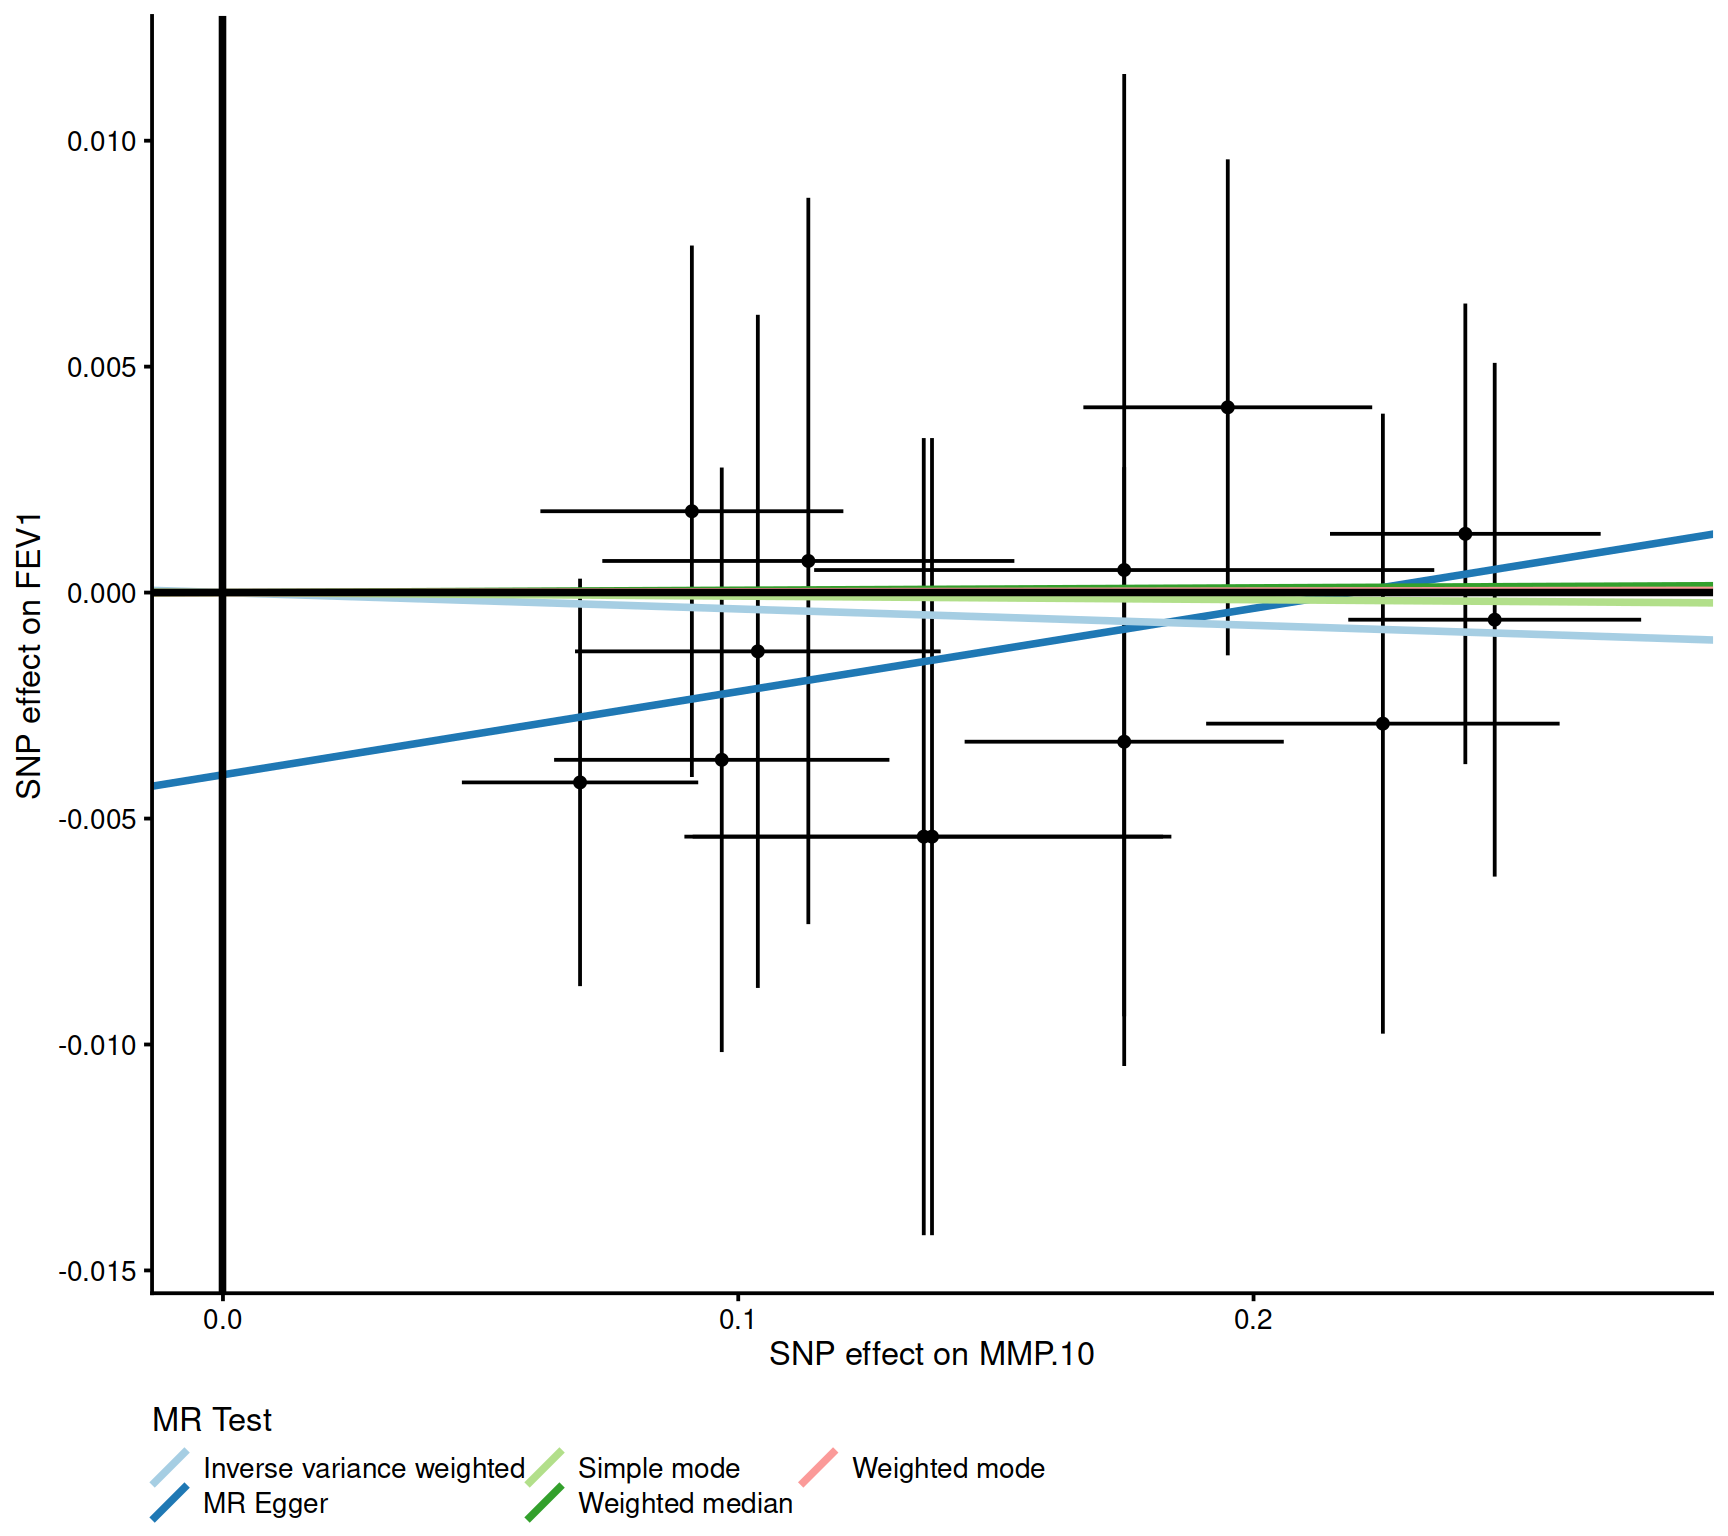 0.010
0.005
0.000
-0.005
-0.010
-0.015
SNP effect on FEV1
0.0 0.1 0.2
SNP effect on MMP.10
MR Test
Inverse variance weighted Simple mode Weighted mode
MR Egger Weighted median